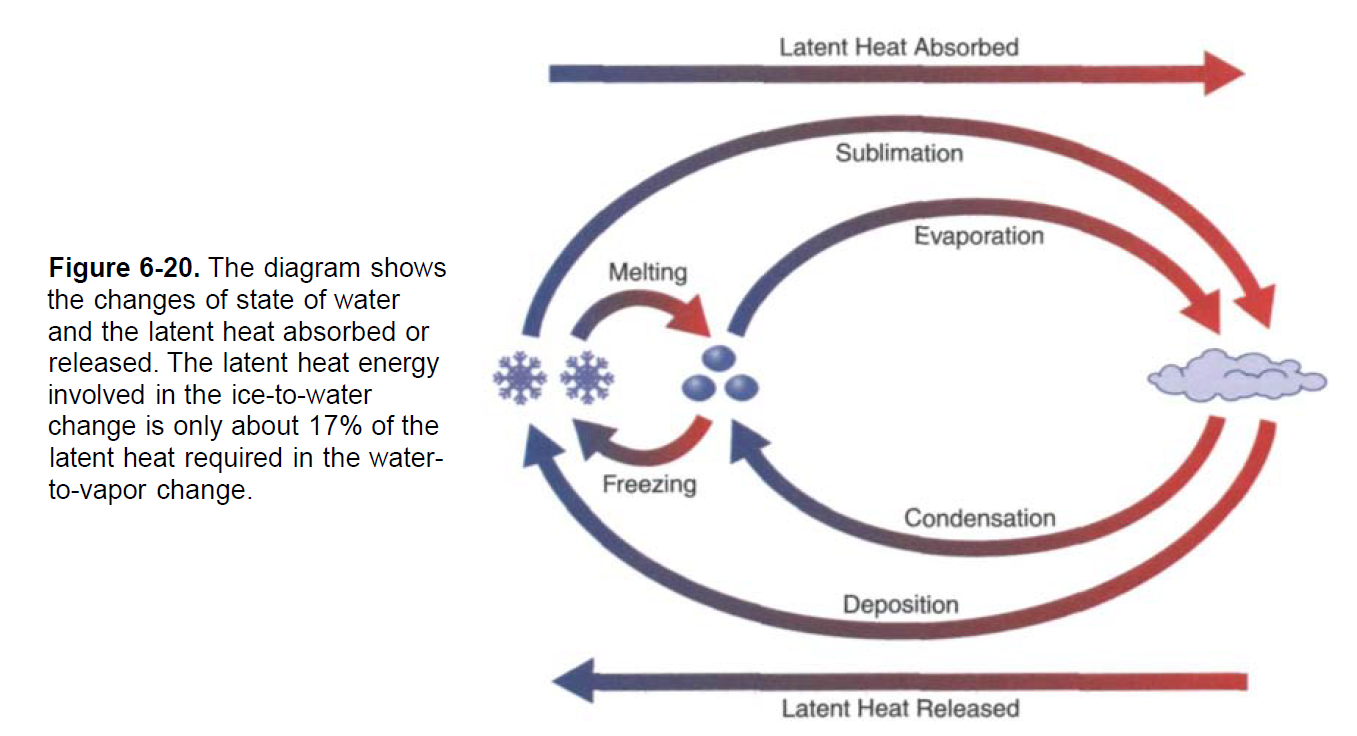 Latent Heat Absorbed
Sublimation
Evaporation
Melting
Figure 6-20. The diagram shows
the changes of state of water
and the latent heat absorbed or
released. The latent heat energy
involved in the ice-to-water
change is only about 17% of the
latent heat required in the water-
to-vapor change.
Freezing
Condensation
Deposition
Latent Heat Released